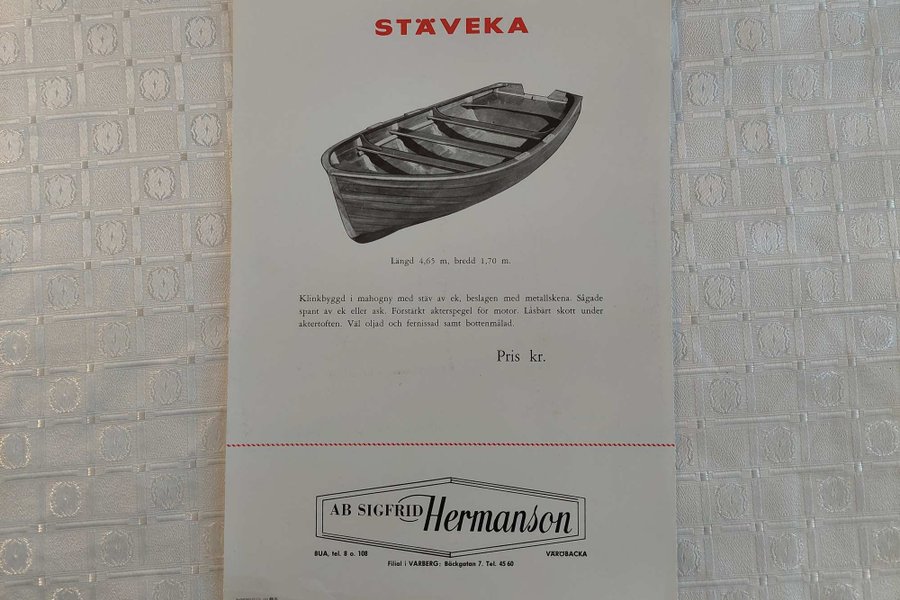 STÄVEKA
Längd 4,65 m, bredd 1,70 m.
Klinkbyggd i mahogny med stäv av ek, beslagen med metallskena. Sågade
spant av ek eller ask. Förstärkt akterspegel för motor. Låsbart skott under
aktertoften. Väl oljad och fernissad samt bottenmålad.
Pris kr.
AB SIGFRID Hermanson
BUA, tel. 8 o. 108 VÄRÖBACKA
Filial i VARBERG: Bäckgatan 7. Tel. 45 60